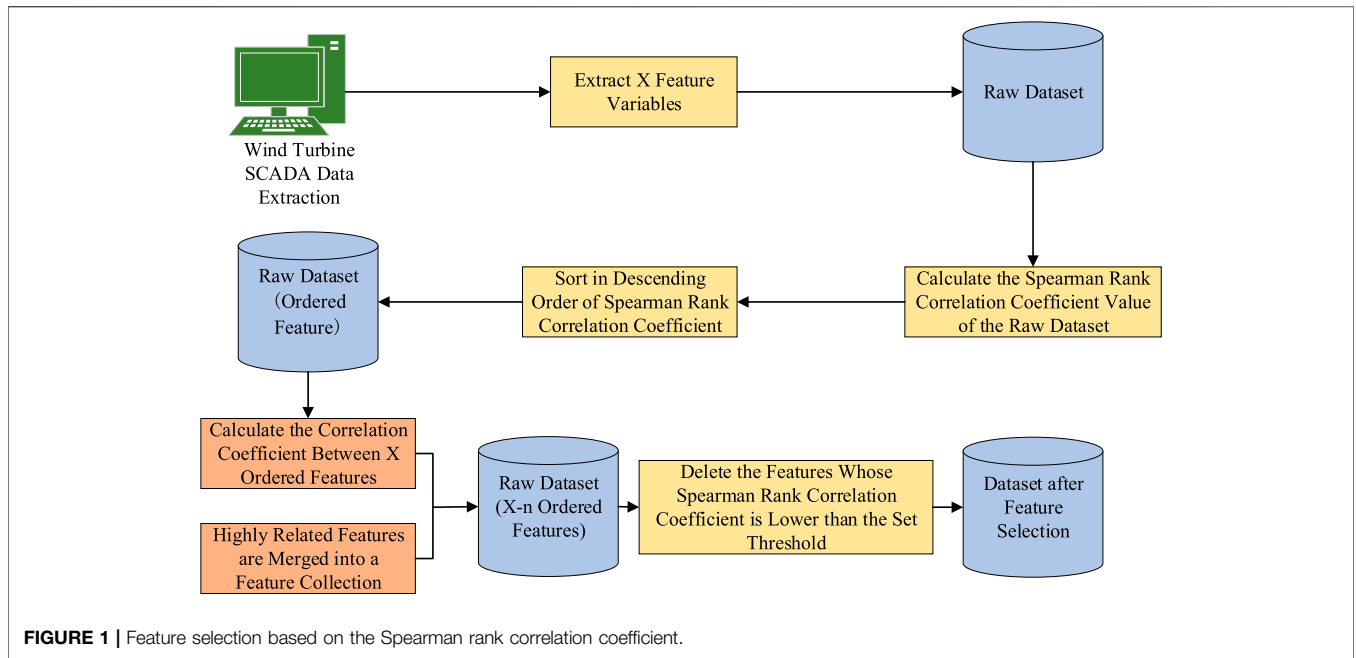 Extract X Feature
Variables
Raw Dataset
Wind Turbine
SCADA Data
Extraction
Raw Dataset
（Ordered
Feature）
Sort in Descending
Order of Spearman Rank
Correlation Coefficient
Calculate the Spearman Rank
Correlation Coefficient Value
of the Raw Dataset
Calculate the Correlation
Coefficient Between X
Ordered Features
Highly Related Features
are Merged into a
Feature Collection
Raw Dataset
(X-n Ordered
Features)
Delete the Features Whose
Spearman Rank Correlation
Coefficient is Lower than the Set
Threshold
Dataset after
Feature
Selection
FIGURE 1 | Feature selection based on the Spearman rank correlation coefficient.